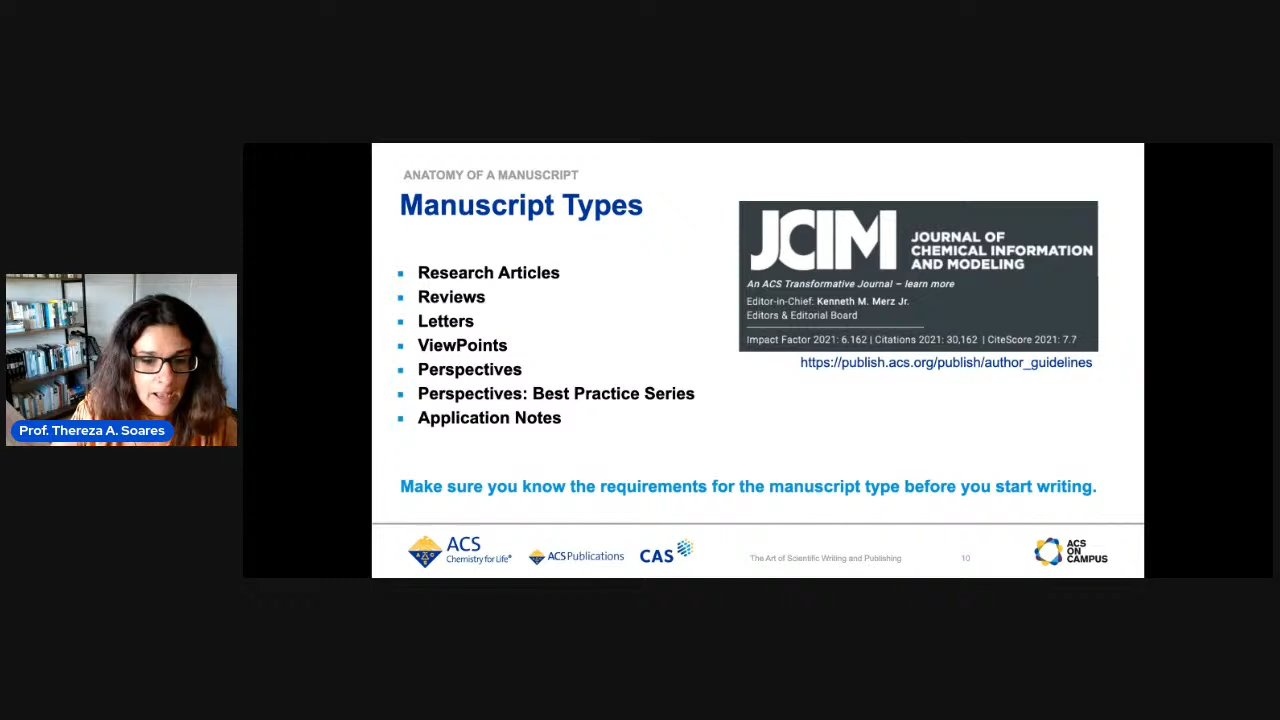 ANATOMY OF A MANUSCRIPT
Manuscript Types
Research Articles
Reviews
Letters
ViewPoints
Perspectives
Perspectives: Best Practice Series
Application Notes
JCIM
JOURNAL OF
CHEMICAL INFORMATION
AND MODELING
An ACS Transformative Journal – learn more
Editor-in-Chief: Kenneth M. Merz Jr.
Editors & Editorial Board
Impact Factor 2021: 6.162 | Citations 2021: 30,162 | CiteScore 2021: 7.7
https://publish.acs.org/publish/author_guidelines
Prof. Thereza A. Soares
Make sure you know the requirements for the manuscript type before you start writing.
ACS
Chemistry for Life®
ACS Publications
CAS
The Art of Scientific Writing and Publishing
10
ACS
ON
CAMPUS